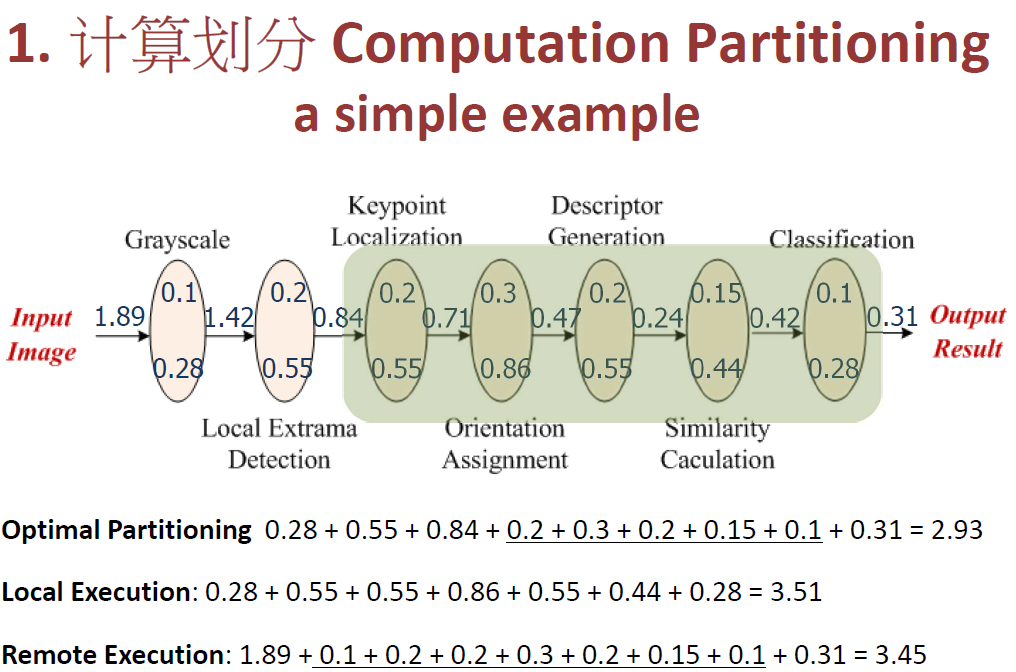 1. 计算划分 Computation Partitioning
a simple example
Keypoint
Localization
Descriptor
Generation
Grayscale
Classification
0.1
0.2
0.2
0.3
0.2
0.15
0.1
Input
Image
1.89
1.42
0.84
0.71
0.47
0.24
0.42
0.31
Output
Result
0.28
0.55
0.55
0.86
0.55
0.44
0.28
Local Extrama
Detection
Orientation
Assignment
Similarity
Caculation
Optimal Partitioning 0.28 + 0.55 + 0.84 + 0.2 + 0.3 + 0.2 + 0.15 + 0.1 + 0.31 = 2.93
Local Execution: 0.28 + 0.55 + 0.55 + 0.86 + 0.55 + 0.44 + 0.28 = 3.51
Remote Execution: 1.89 + 0.1 + 0.2 + 0.2 + 0.3 + 0.2 + 0.15 + 0.1 + 0.31 = 3.45